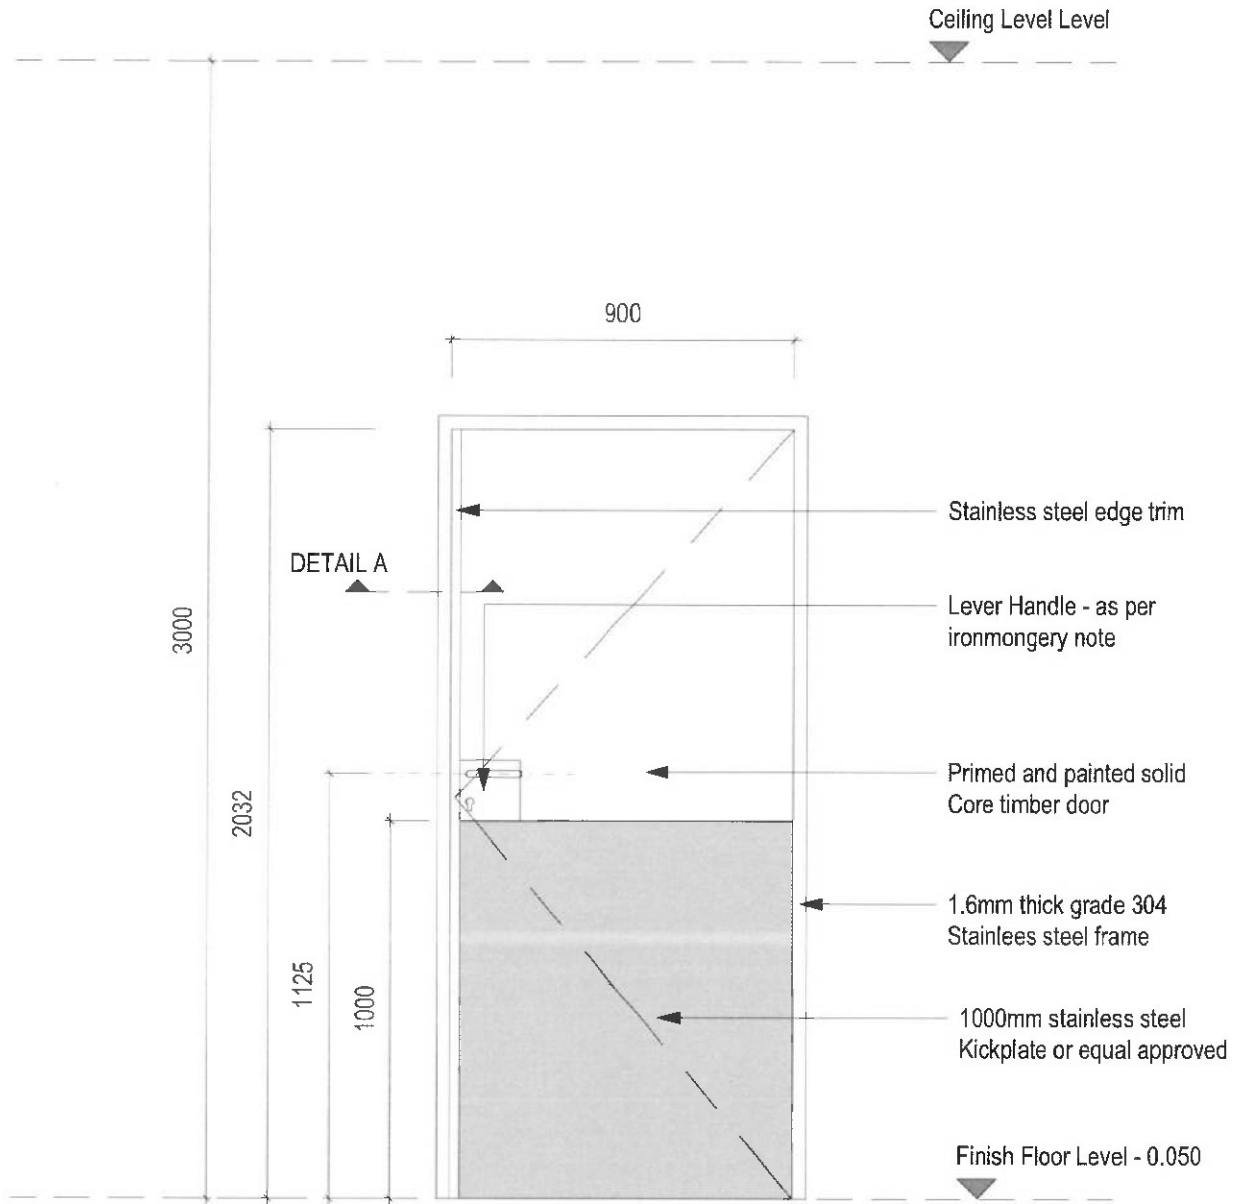 Ceiling Level Level
900
Stainless steel edge trim
DETAIL A
Lever Handle - as per
ironmongery note
3000
Primed and painted solid
Core timber door
2032
1.6mm thick grade 304
Stainlees steel frame
1125
1000
1000mm stainless steel
Kickplate or equal approved
Finish Floor Level - 0.050